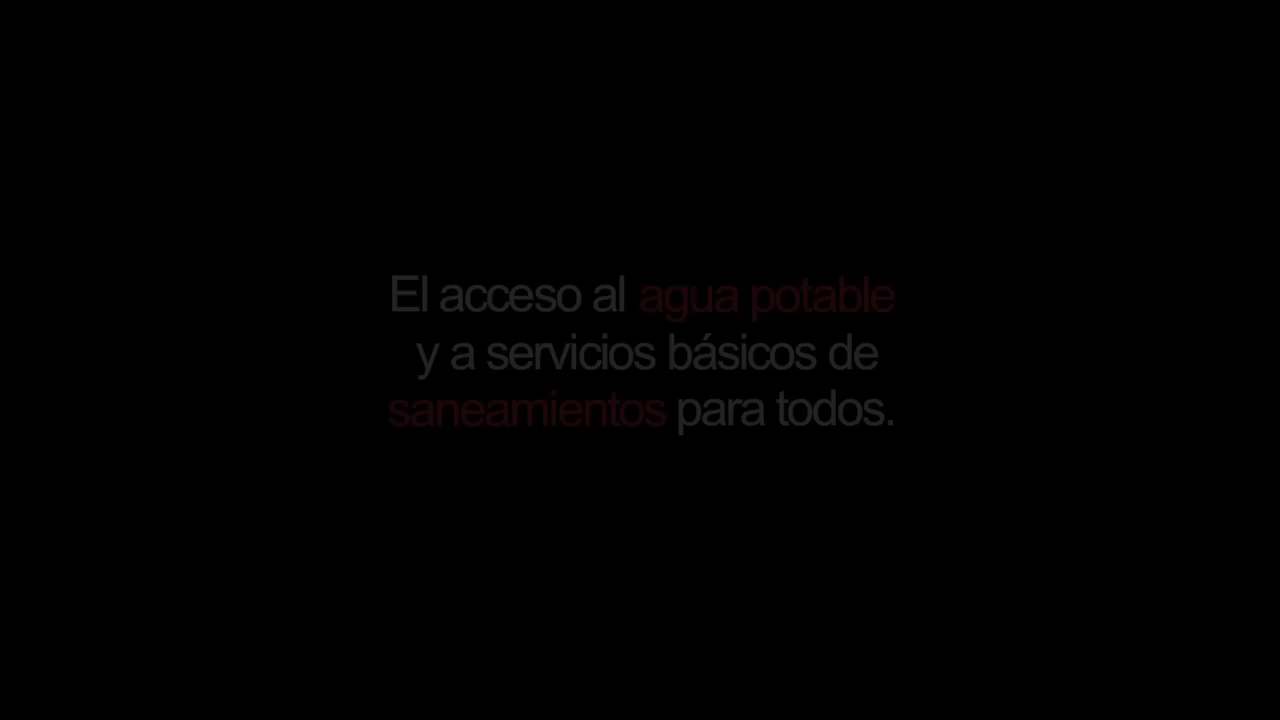 El acceso al agua potable
y a servicios básicos de
saneamientos para todos.